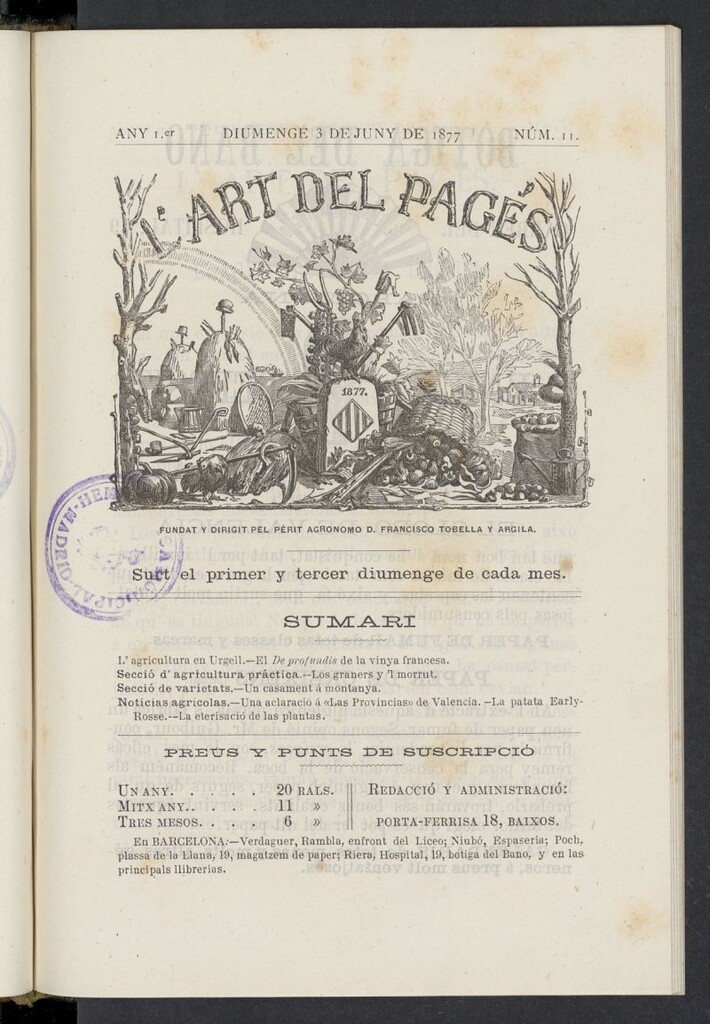 ANY 1.er DIUMENGE 3 DE JUNY DE 1877 NÚM. 11.
L' ART DEL PAGÉS
1877.
FUNDAT Y DIRIGIT PEL PÉRIT AGRONOMO D. FRANCISCO TOBELLA Y ARGILA.
Surt el primer y tercer diumenge de cada mes.
SUMARI
L' agricultura en Urgell.—El De profundis de la vinya francesa.
Secció d' agricultura práctica.--Los graners y 'l morrut.
Secció de varietats.—Un casament á montanya.
Noticias agricolas.—Una aclaració á «Las Provincias» de Valencia. —La patata Early-
Rosse.--La eterisació de las plantas.
PREUS Y PUNTS DE SUSCRIPCIÓ
UN ANY. . . . . . 20 RALS.
MITX ANY. . . . . 11 »
TRES MESOS. . . . 6 »
REDACCIÓ Y ADMINISTRACIÓ:
PORTA-FERRISA 18, BAIXOS.
En BARCELONA:—Verdaguer, Rambla, enfront del Liceo; Niubó, Espaseria; Poch,
plassa de la Llana, 19, magatzem de paper; Riera, Hospital, 19, botiga del Bano, y en las
principals llibrerias.